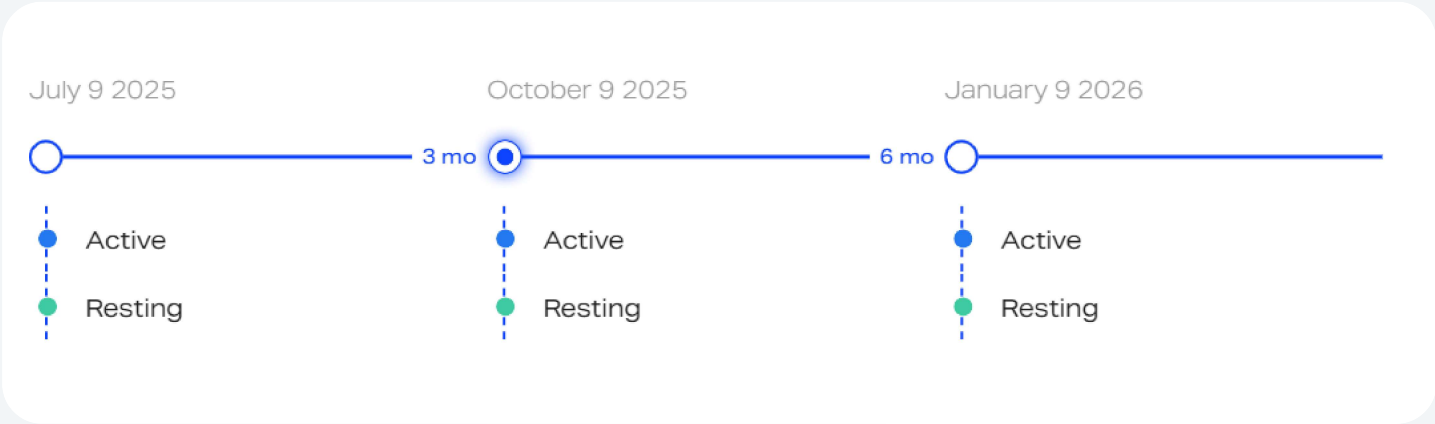 July 9 2025
October 9 2025
January 9 2026
3 mo
6 mo
Active
Active
Active
Resting
Resting
Resting